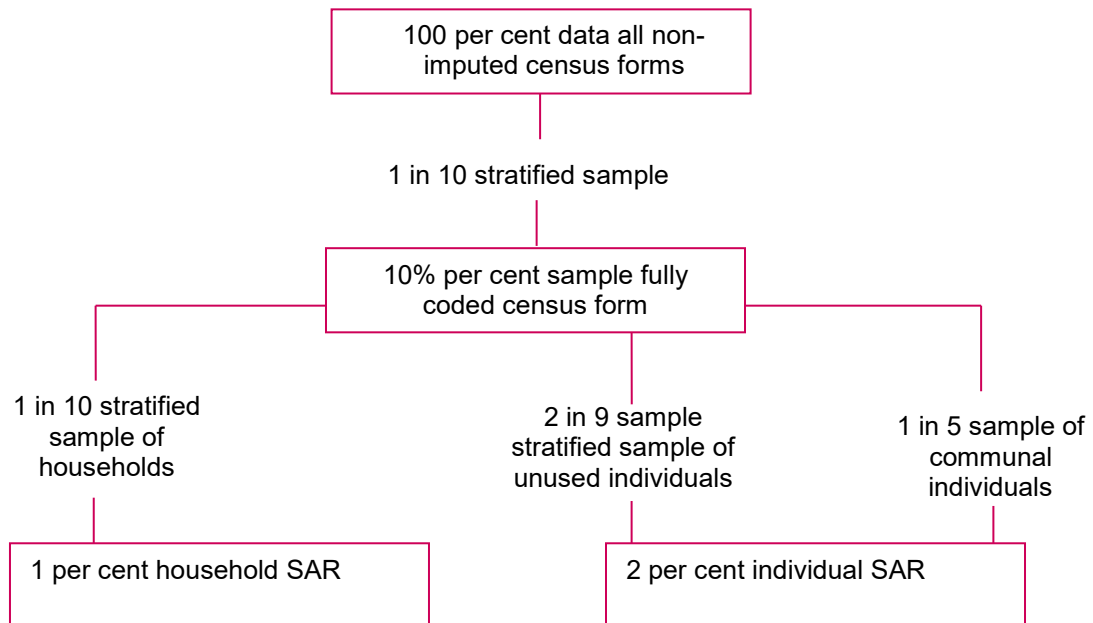 100 per cent data all non-
imputed census forms
1 in 10 stratified sample
10% per cent sample fully
coded census form
1 in 10 stratified
sample of
households
2 in 9 sample
stratified sample of
unused individuals
1 in 5 sample of
communal
individuals
1 per cent household SAR
2 per cent individual SAR